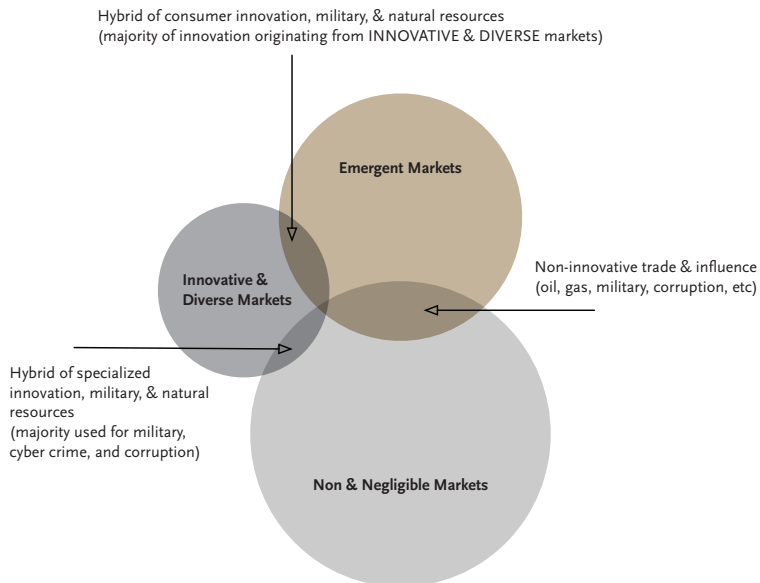 Hybrid of consumer innovation, military, & natural resources
(majority of innovation originating from INNOVATIVE & DIVERSE markets)
Emergent Markets
Innovative &
Diverse Markets
Non-innovative trade & influence
(oil, gas, military, corruption, etc)
Hybrid of specialized
innovation, military, & natural
resources
(majority used for military,
cyber crime, and corruption)
Non & Negligible Markets